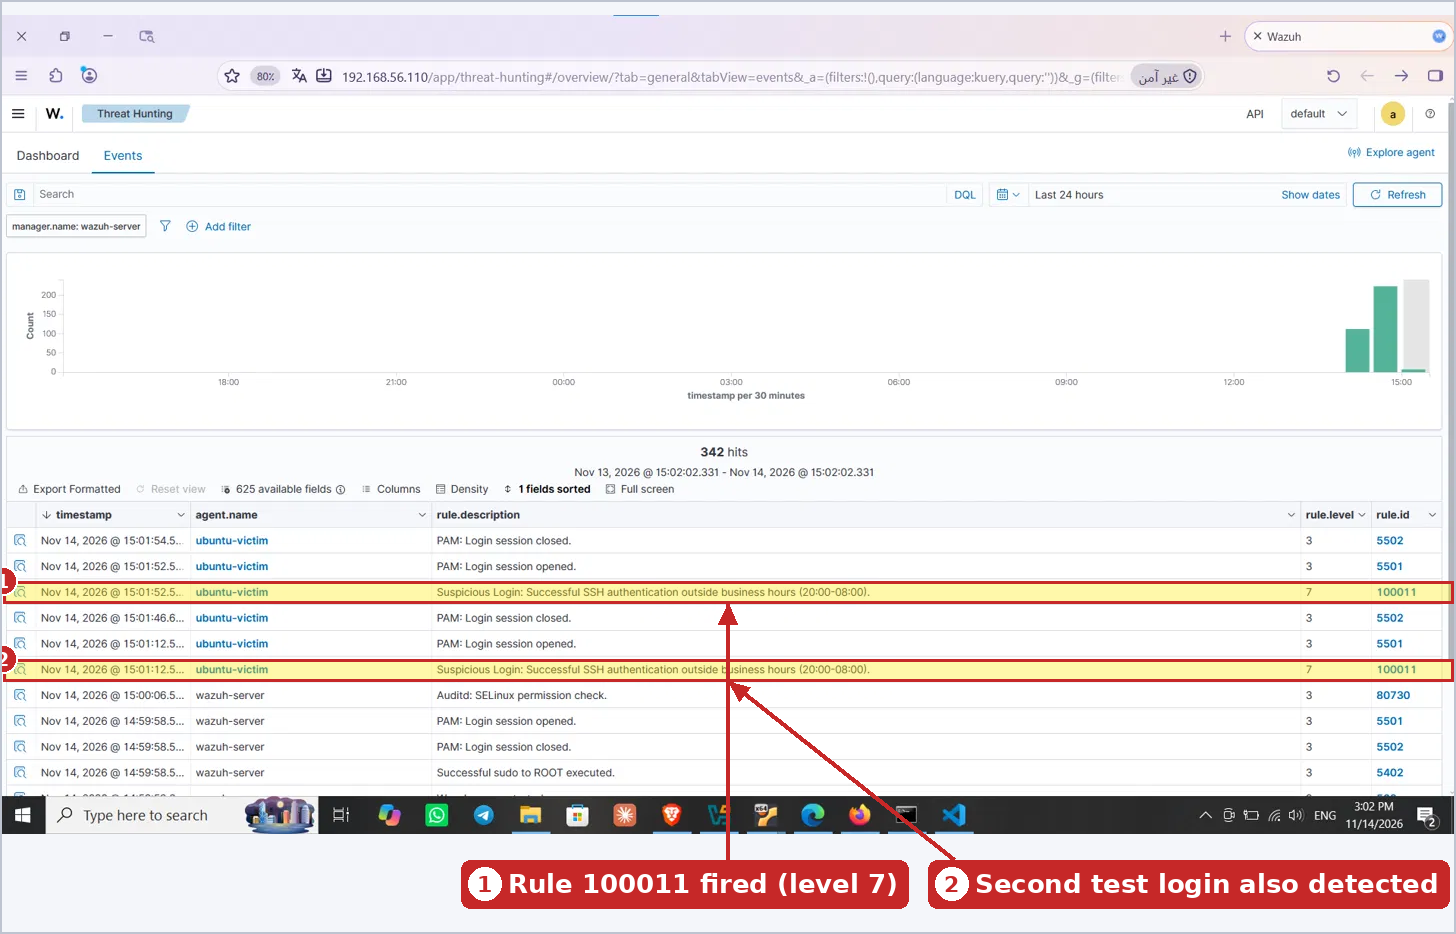 Wazuh
80%
192.168.56.110/app/threat-hunting#/overview/?tab=general&tabView=events&_a=(filters:!(),query:(language:kuery,query:''))&_g=(filter
غير آمن
W.
Threat Hunting
API
default
a
Dashboard
Events
Explore agent
Search
DQL
Last 24 hours
Show dates
Refresh
manager.name: wazuh-server
Add filter
Count
200
150
100
50
0
18:00 21:00 00:00 03:00 06:00 09:00 12:00 15:00
timestamp per 30 minutes
342 hits
Nov 13, 2026 @ 15:02:02.331 - Nov 14, 2026 @ 15:02:02.331
Export Formatted Reset view 625 available fields Columns Density 1 fields sorted Full screen
timestamp agent.name rule.description rule.level rule.id
Nov 14, 2026 @ 15:01:54.5... ubuntu-victim PAM: Login session closed. 3 5502
Nov 14, 2026 @ 15:01:52.5... ubuntu-victim PAM: Login session opened. 3 5501
1
Nov 14, 2026 @ 15:01:52.5... ubuntu-victim Suspicious Login: Successful SSH authentication outside business hours (20:00-08:00). 7 100011
Nov 14, 2026 @ 15:01:46.6... ubuntu-victim PAM: Login session closed. 3 5502
Nov 14, 2026 @ 15:01:12.5... ubuntu-victim PAM: Login session opened. 3 5501
2
Nov 14, 2026 @ 15:01:12.5... ubuntu-victim Suspicious Login: Successful SSH authentication outside business hours (20:00-08:00). 7 100011
Nov 14, 2026 @ 15:00:06.5... wazuh-server Auditd: SELinux permission check. 3 80730
Nov 14, 2026 @ 14:59:58.5... wazuh-server PAM: Login session opened. 3 5501
Nov 14, 2026 @ 14:59:58.5... wazuh-server PAM: Login session closed. 3 5502
Nov 14, 2026 @ 14:59:58.5... wazuh-server Successful sudo to ROOT executed. 3 5402
Type here to search
ENG
3:02 PM
11/14/2026
2
1 Rule 100011 fired (level 7)
2 Second test login also detected